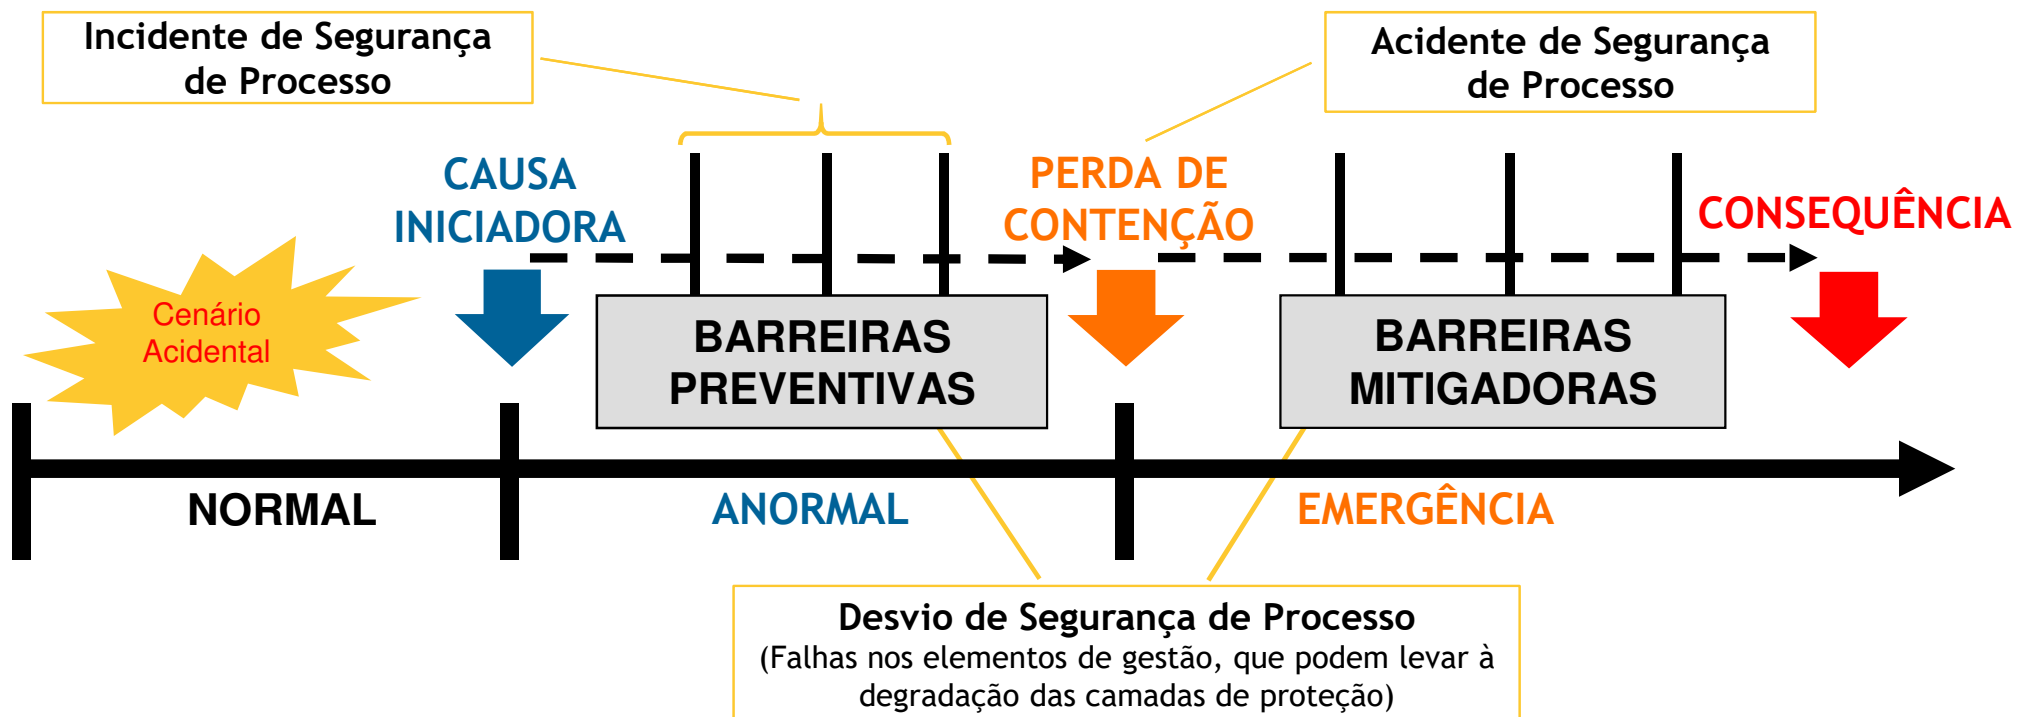 Incidente de Segurança
de Processo
Acidente de Segurança
de Processo
CAUSA
INICIADORA
PERDA DE
CONTENÇÃO
CONSEQUÊNCIA
Cenário
Acidental
BARREIRAS
PREVENTIVAS
BARREIRAS
MITIGADORAS
NORMAL
ANORMAL
EMERGÊNCIA
Desvio de Segurança de Processo
(Falhas nos elementos de gestão, que podem levar à
degradação das camadas de proteção)